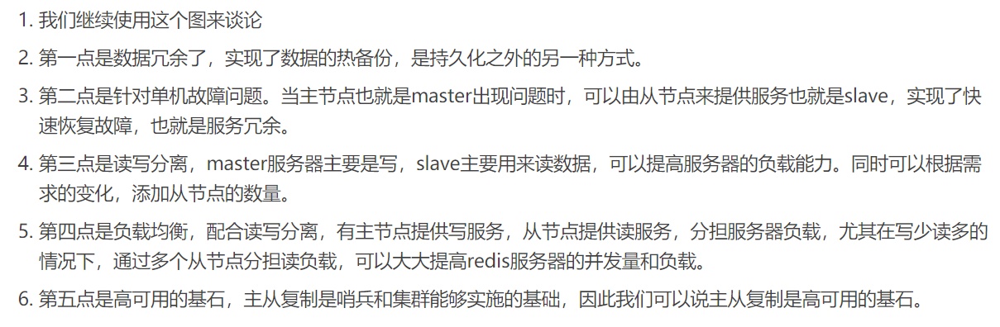 1. 我们继续使用这个图来谈论
2. 第一点是数据冗余了，实现了数据的热备份，是持久化之外的另一种方式。
3. 第二点是针对单机故障问题。当主节点也就是master出现问题时，可以由从节点来提供服务也就是slave，实现了快
速恢复故障，也就是服务冗余。
4. 第三点是读写分离，master服务器主要是写，slave主要用来读数据，可以提高服务器的负载能力。同时可以根据需
求的变化，添加从节点的数量。
5. 第四点是负载均衡，配合读写分离，有主节点提供写服务，从节点提供读服务，分担服务器负载，尤其在写少读多的
情况下，通过多个从节点分担读负载，可以大大提高redis服务器的并发量和负载。
6. 第五点是高可用的基石，主从复制是哨兵和集群能够实施的基础，因此我们可以说主从复制是高可用的基石。